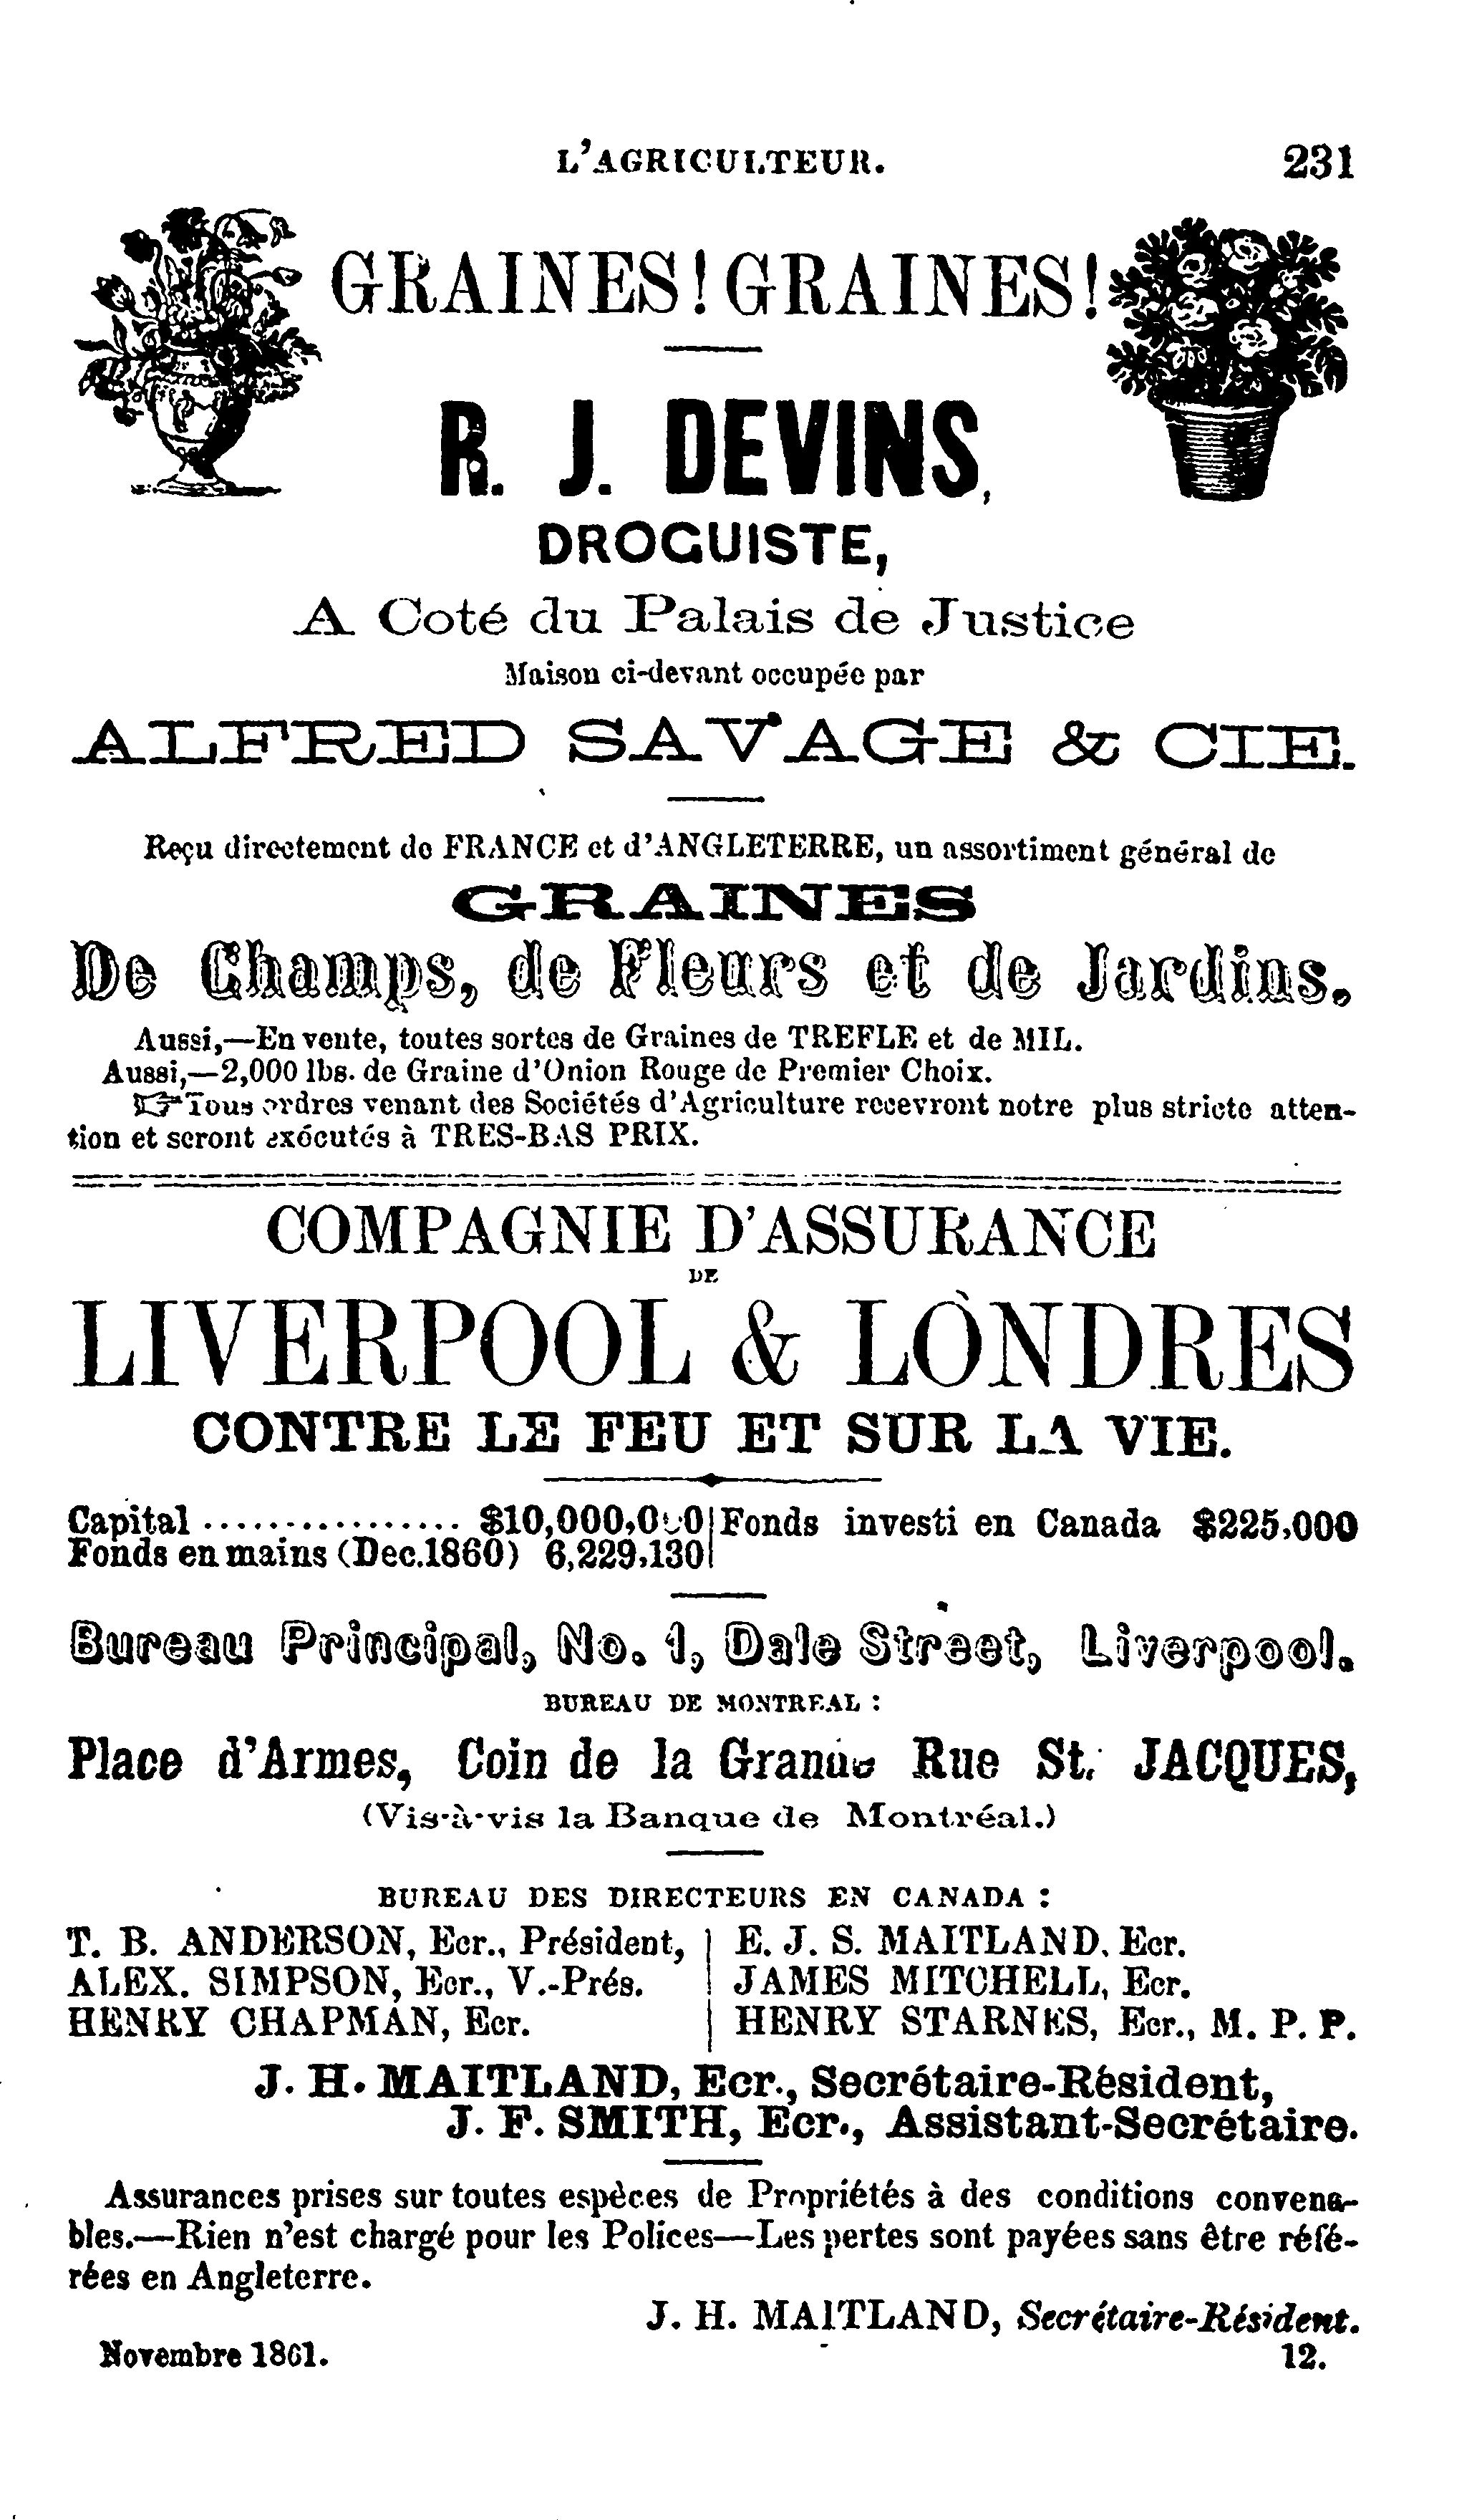 L'AGRICULTEUR. 231
GRAINES! GRAINES!
R. J. DEVINS,
DROGUISTE,
A Coté du Palais de Justice
Maison ci-devant occupée par
ALFRED SAVAGE & CIE.
Reçu directement de FRANCE et d'ANGLETERRE, un assortiment général de
GRAINES
De Champs, de Fleurs et de Jardins.
Aussi,—En vente, toutes sortes de Graines de TREFLE et de MIL.
Aussi,—2,000 lbs. de Graine d'Onion Rouge de Premier Choix.
☞ Tous ordres venant des Sociétés d'Agriculture recevront notre plus stricte atten-
tion et seront exécutés à TRES-BAS PRIX.
COMPAGNIE D'ASSURANCE
DE
LIVERPOOL & LONDRES
CONTRE LE FEU ET SUR LA VIE.
Capital ................ $10,000,000 | Fonds investi en Canada $225,000
Fonds en mains (Dec.1860) 6,229,130
Bureau Principal, No. 1, Dale Street, Liverpool.
BUREAU DE MONTREAL :
Place d'Armes, Coin de la Grande Rue St. JACQUES,
(Vis-à-vis la Banque de Montréal.)
BUREAU DES DIRECTEURS EN CANADA :
T. B. ANDERSON, Ecr., Président, | E. J. S. MAITLAND, Ecr.
ALEX. SIMPSON, Ecr., V.-Prés. | JAMES MITCHELL, Ecr.
HENRY CHAPMAN, Ecr. | HENRY STARNES, Ecr., M. P. P.
J. H. MAITLAND, Ecr., Secrétaire-Résident,
J. F. SMITH, Ecr., Assistant-Secrétaire.
Assurances prises sur toutes espèces de Propriétés à des conditions convena-
bles.—Rien n'est chargé pour les Polices—Les pertes sont payées sans être réfé-
rées en Angleterre.
J. H. MAITLAND, Secrétaire-Résident.
Novembre 1861. 12.